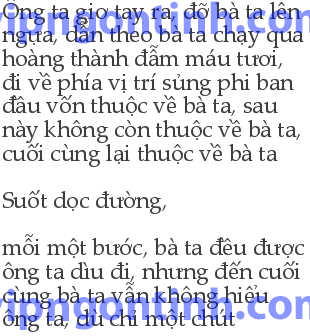 Ông ta giơ tay ra, đỡ bà ta lên
ngựa, dẫn theo bà ta chạy qua
hoàng thành đẫm máu tươi,
đi về phía vị trí sủng phi ban
đầu vốn thuộc về bà ta, sau
này không còn thuộc về bà ta,
cuối cùng lại thuộc về bà ta
Suốt dọc đường,
mỗi một bước, bà ta đều được
ông ta dìu đi, nhưng đến cuối
cùng bà ta vẫn không hiểu
ông ta, dù chỉ một chút
vipngontinh.com
vipngontinh.com